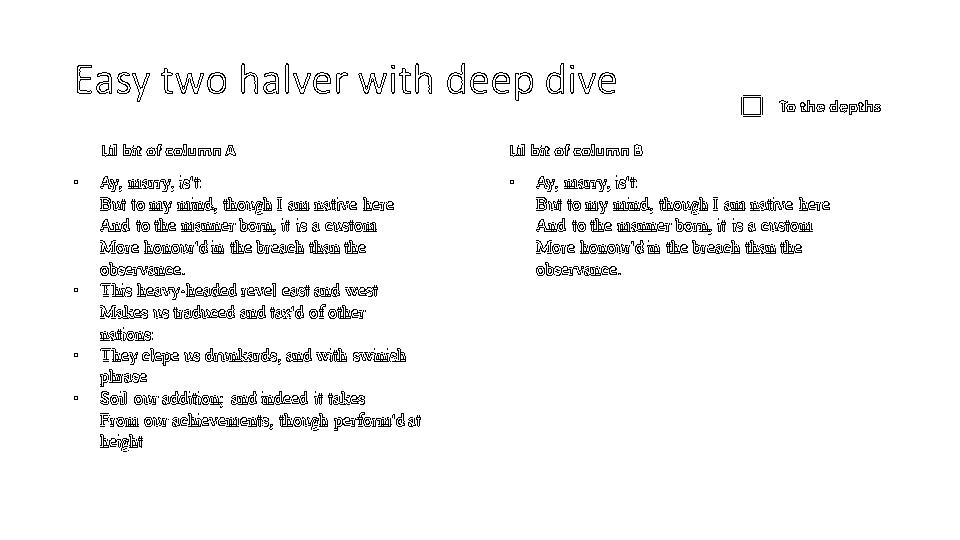 Easy two halver with deep dive
To the depths
Lil bit of column A
Ay, marry, is't:
But to my mind, though I am native here
And to the manner born, it is a custom
More honour'd in the breach than the
observance.
This heavy-headed revel east and west
Makes us traduced and tax'd of other
nations:
They clepe us drunkards, and with swinish
phrase
Soil our addition; and indeed it takes
From our achievements, though perform'd at
height
Lil bit of column B
Ay, marry, is't:
But to my mind, though I am native here
And to the manner born, it is a custom
More honour'd in the breach than the
observance.